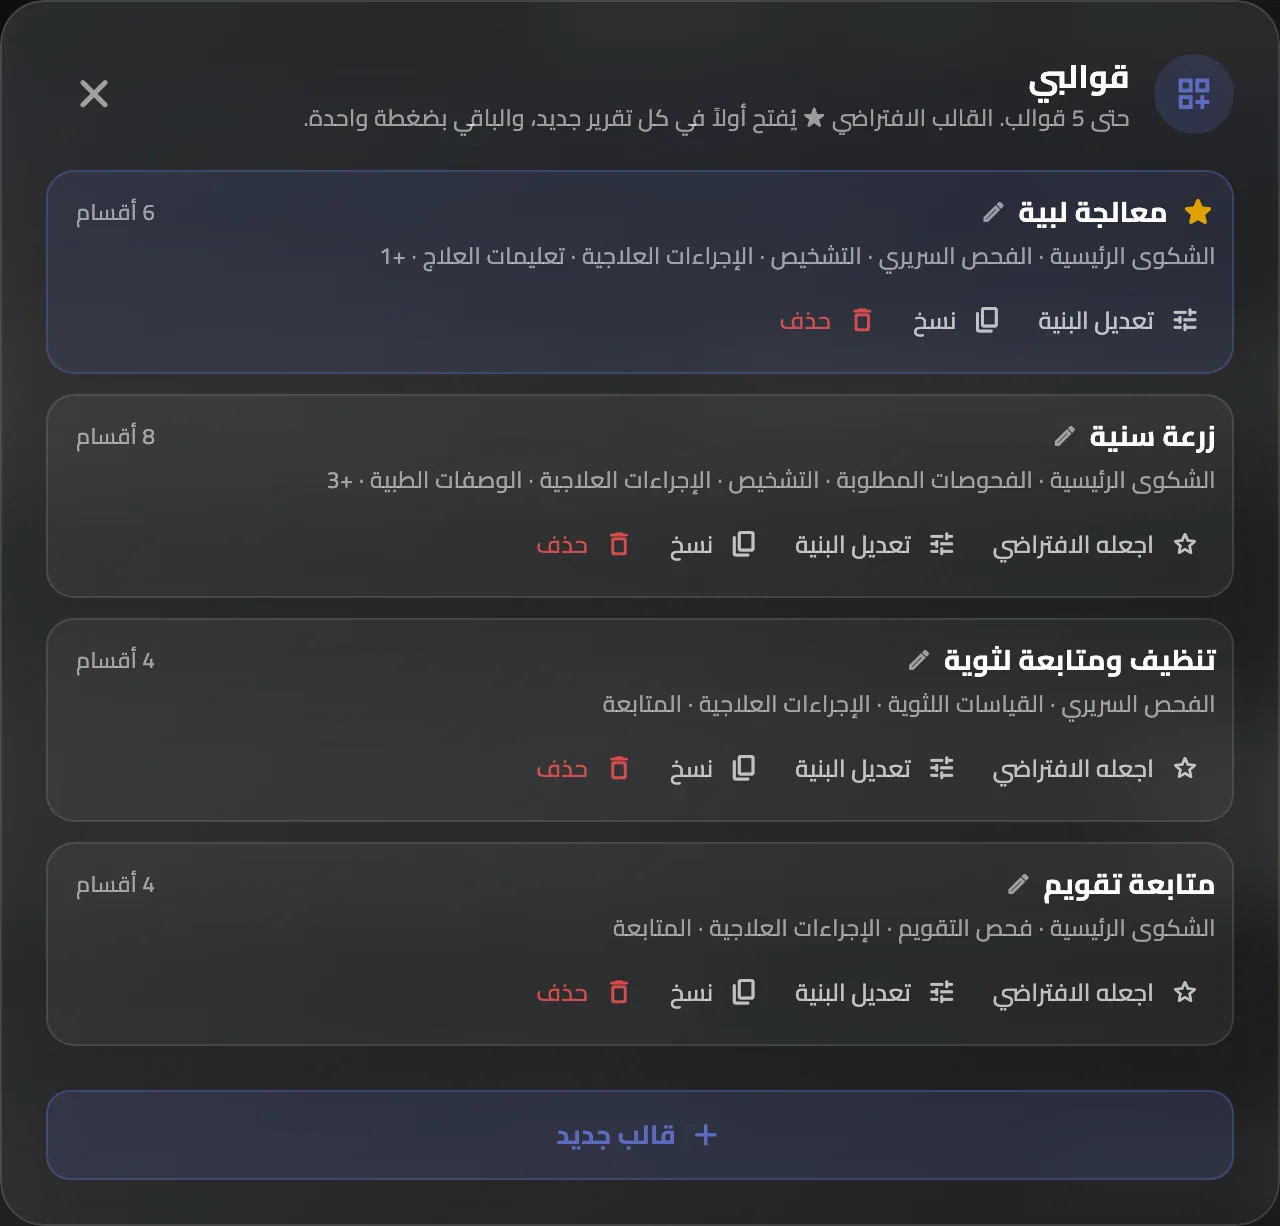 قوالبي
حتى 5 قوالب. القالب الافتراضي ★ يُفتح أولاً في كل تقرير جديد، والباقي بضغطة واحدة.
معالجة لبية
6 أقسام
الشكوى الرئيسية · الفحص السريري · التشخيص · الإجراءات العلاجية · تعليمات العلاج · +1
تعديل البنية نسخ حذف
زرعة سنية
8 أقسام
الشكوى الرئيسية · الفحوصات المطلوبة · التشخيص · الإجراءات العلاجية · الوصفات الطبية · +3
اجعله الافتراضي تعديل البنية نسخ حذف
تنظيف ومتابعة لثوية
4 أقسام
الفحص السريري · القياسات اللثوية · الإجراءات العلاجية · المتابعة
اجعله الافتراضي تعديل البنية نسخ حذف
متابعة تقويم
4 أقسام
الشكوى الرئيسية · فحص التقويم · الإجراءات العلاجية · المتابعة
اجعله الافتراضي تعديل البنية نسخ حذف
+ قالب جديد